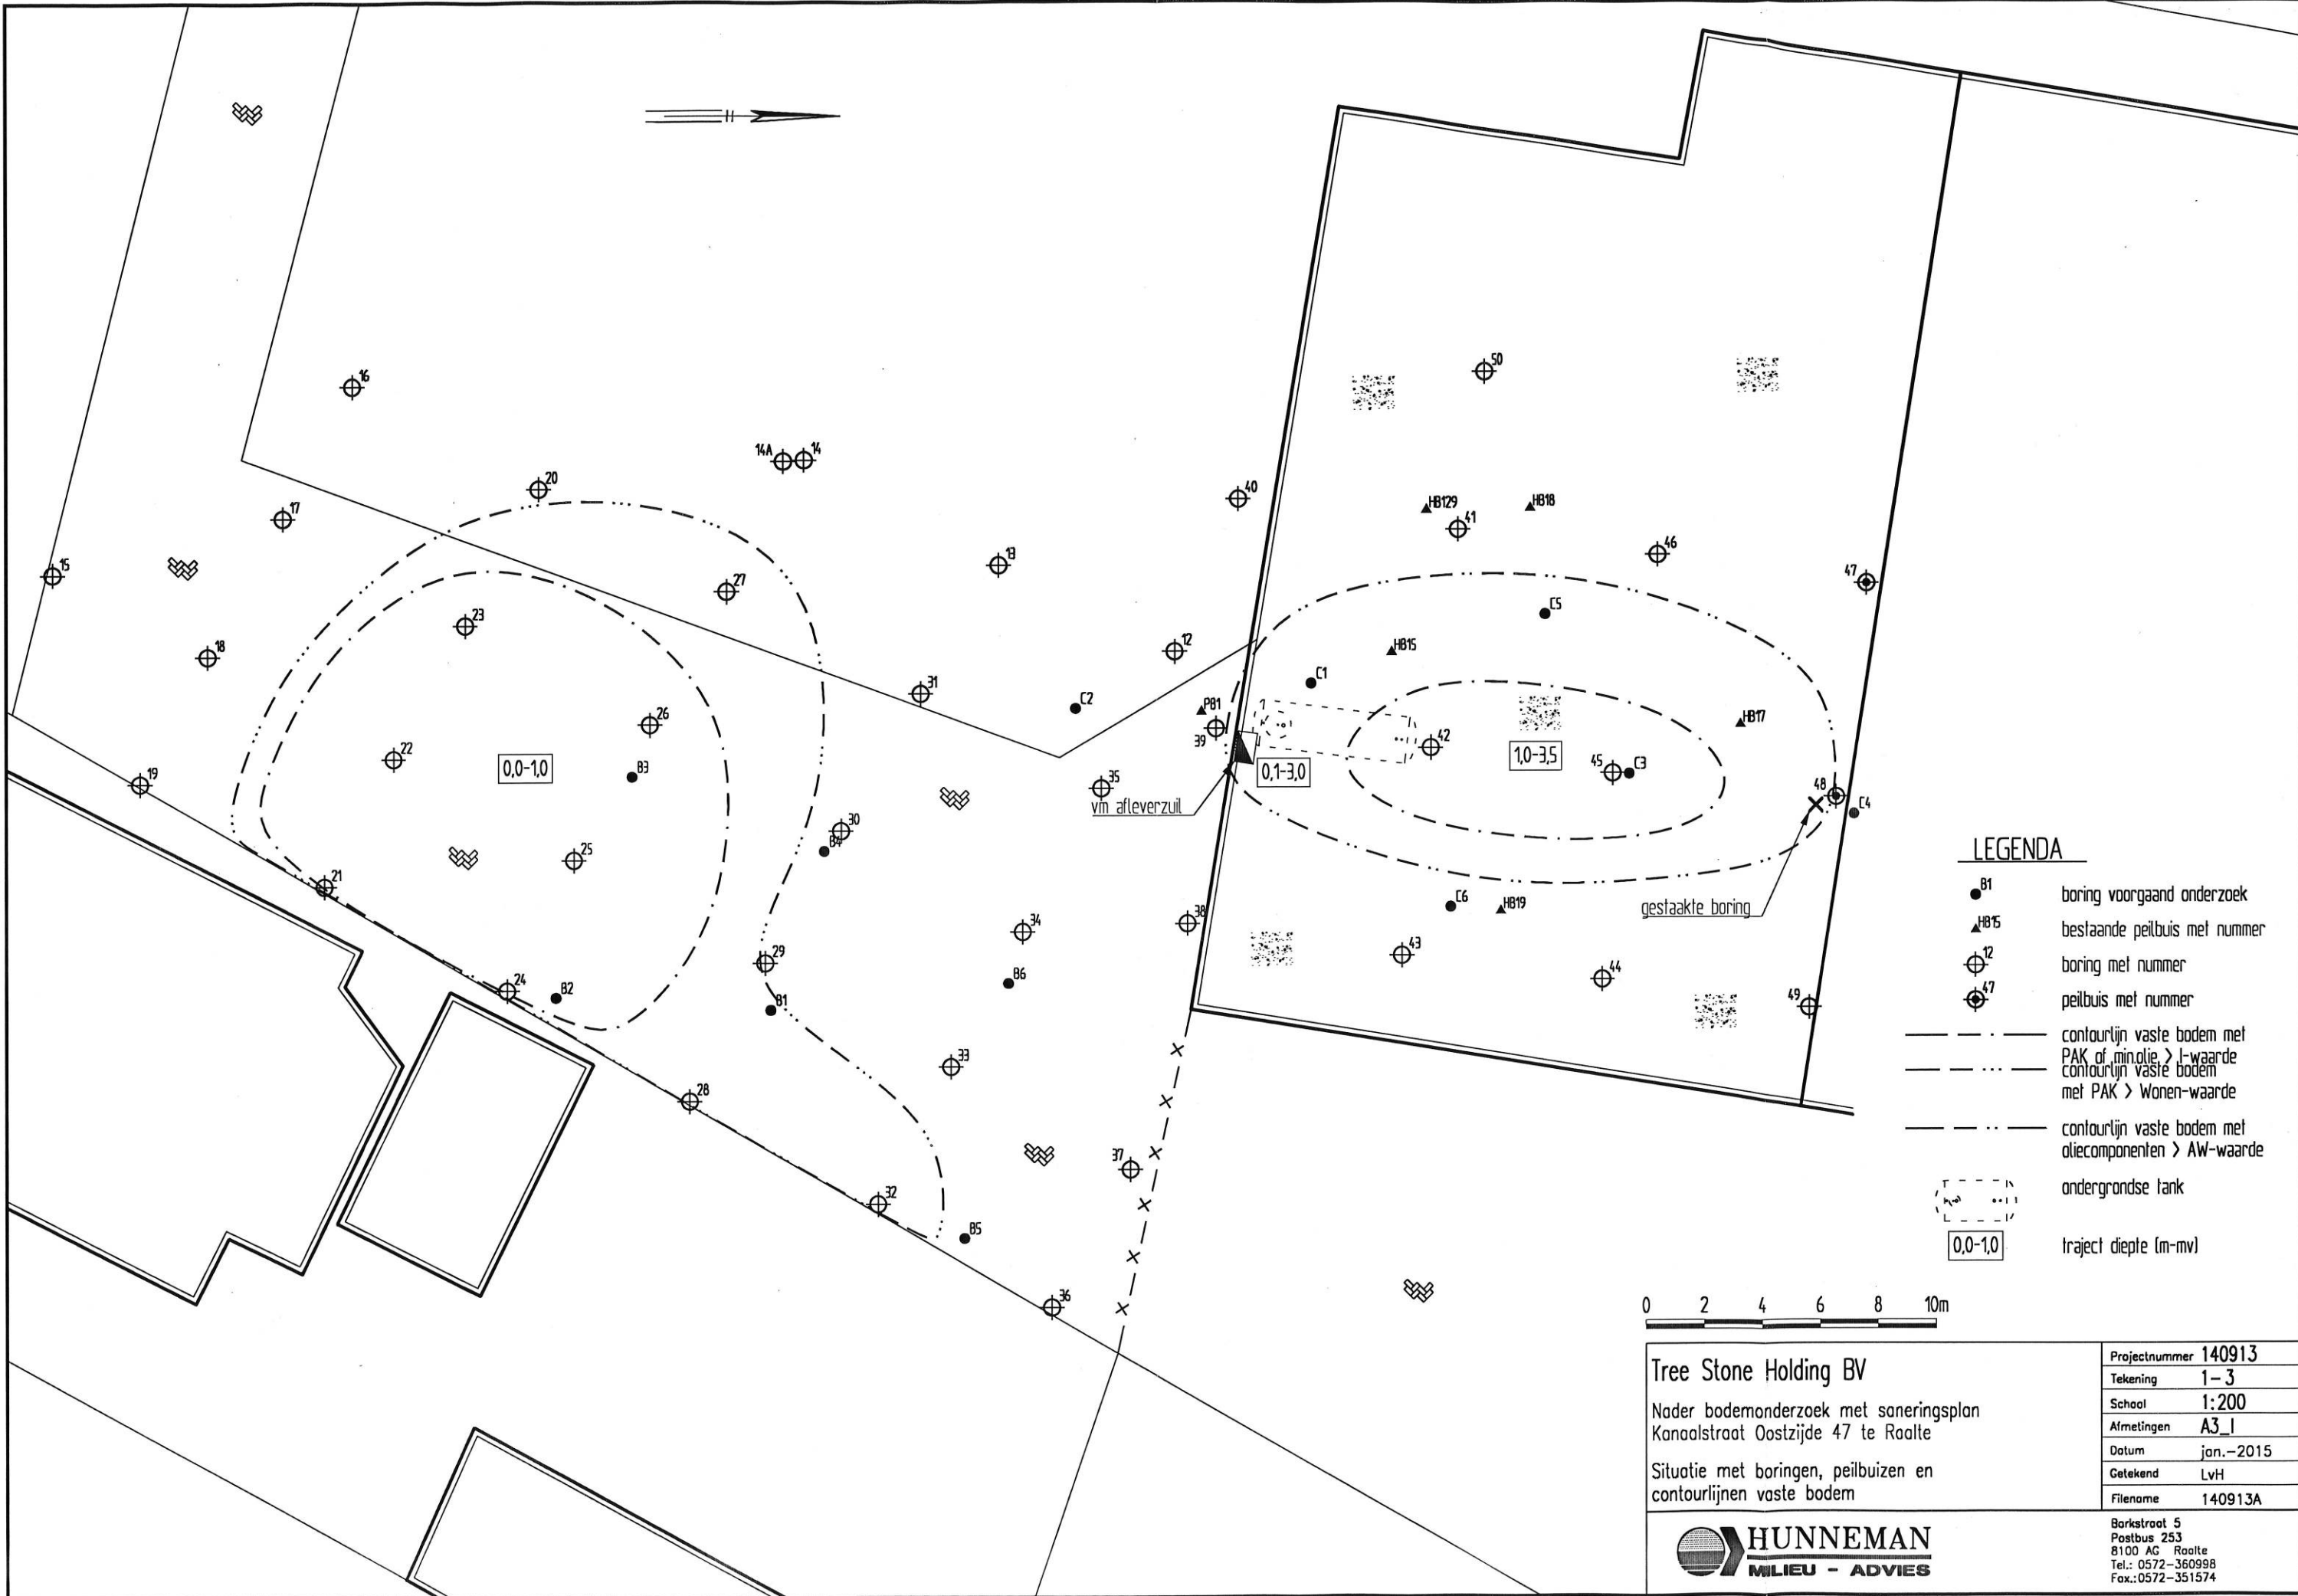 16
14A
14
20
17
15
18
23
27
13
40
50
HB129
41
HB18
46
47
C5
12
HB15
C1
31
C2
PB1
39
HB17
26
22
0,0-1,0
B3
19
42
1,0-3,5
45
C3
0,1-3,0
35
vm afleverzuil
48
C4
30
B4
25
21
34
38
C6
HB19
gestaakte boring
29
43
44
49
24
B2
B1
B6
33
28
37
32
B5
36
LEGENDA
B1 boring voorgaand onderzoek
HB15 bestaande peilbuis met nummer
12 boring met nummer
47 peilbuis met nummer
contourlijn vaste bodem met
PAK of min.olie > I-waarde
contourlijn vaste bodem
met PAK > Wonen-waarde
contourlijn vaste bodem met
oliecomponenten > AW-waarde
ondergrondse tank
0,0-1,0 traject diepte (m-mv)
0 2 4 6 8 10m
Tree Stone Holding BV
Nader bodemonderzoek met saneringsplan
Kanaalstraat Oostzijde 47 te Raalte
Situatie met boringen, peilbuizen en
contourlijnen vaste bodem
Projectnummer 140913
Tekening 1-3
Schaal 1:200
Afmetingen A3_l
Datum jan.-2015
Getekend LvH
Filename 140913A
HUNNEMAN
MILIEU - ADVIES
Barkstraat 5
Postbus 253
8100 AG Raalte
Tel.: 0572-360998
Fax.:0572-351574